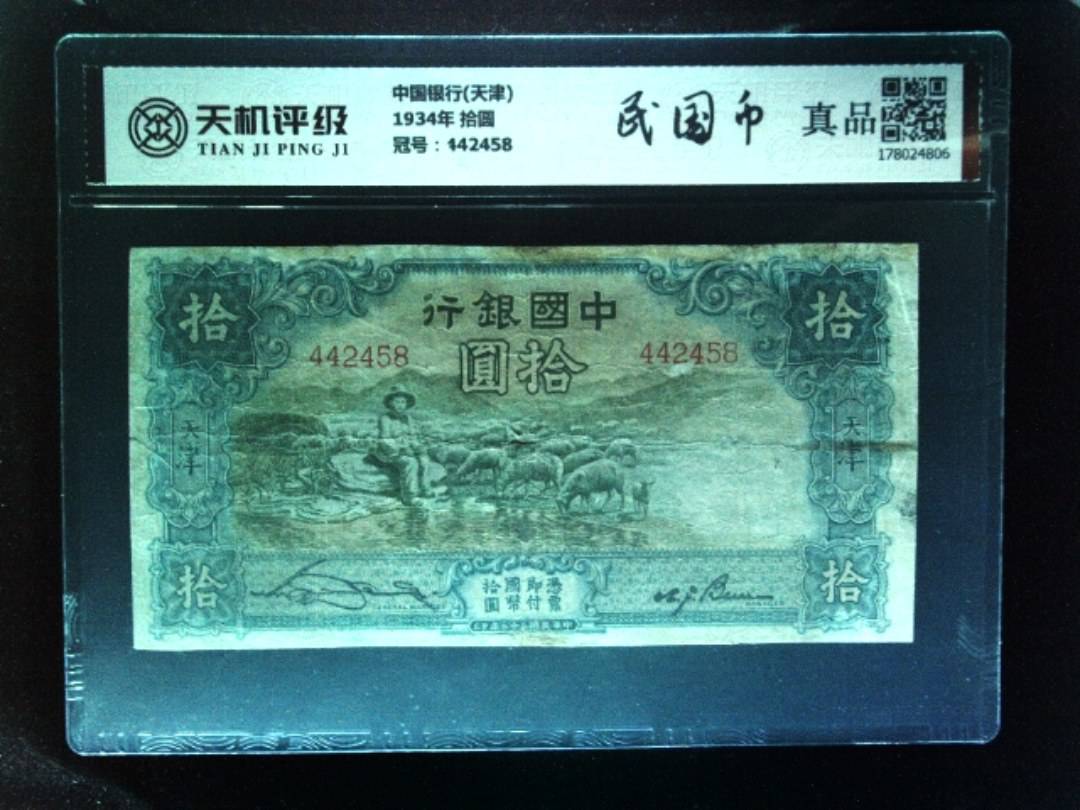 天机评级
TIAN JI PING JI
中国银行(天津)
1934年 拾圆
冠号：442458
民国币
真品
178024806
拾
中國銀行
拾
442458
拾圓
442458
天津
天津
拾
憑票
即付
國幣
拾圓
拾